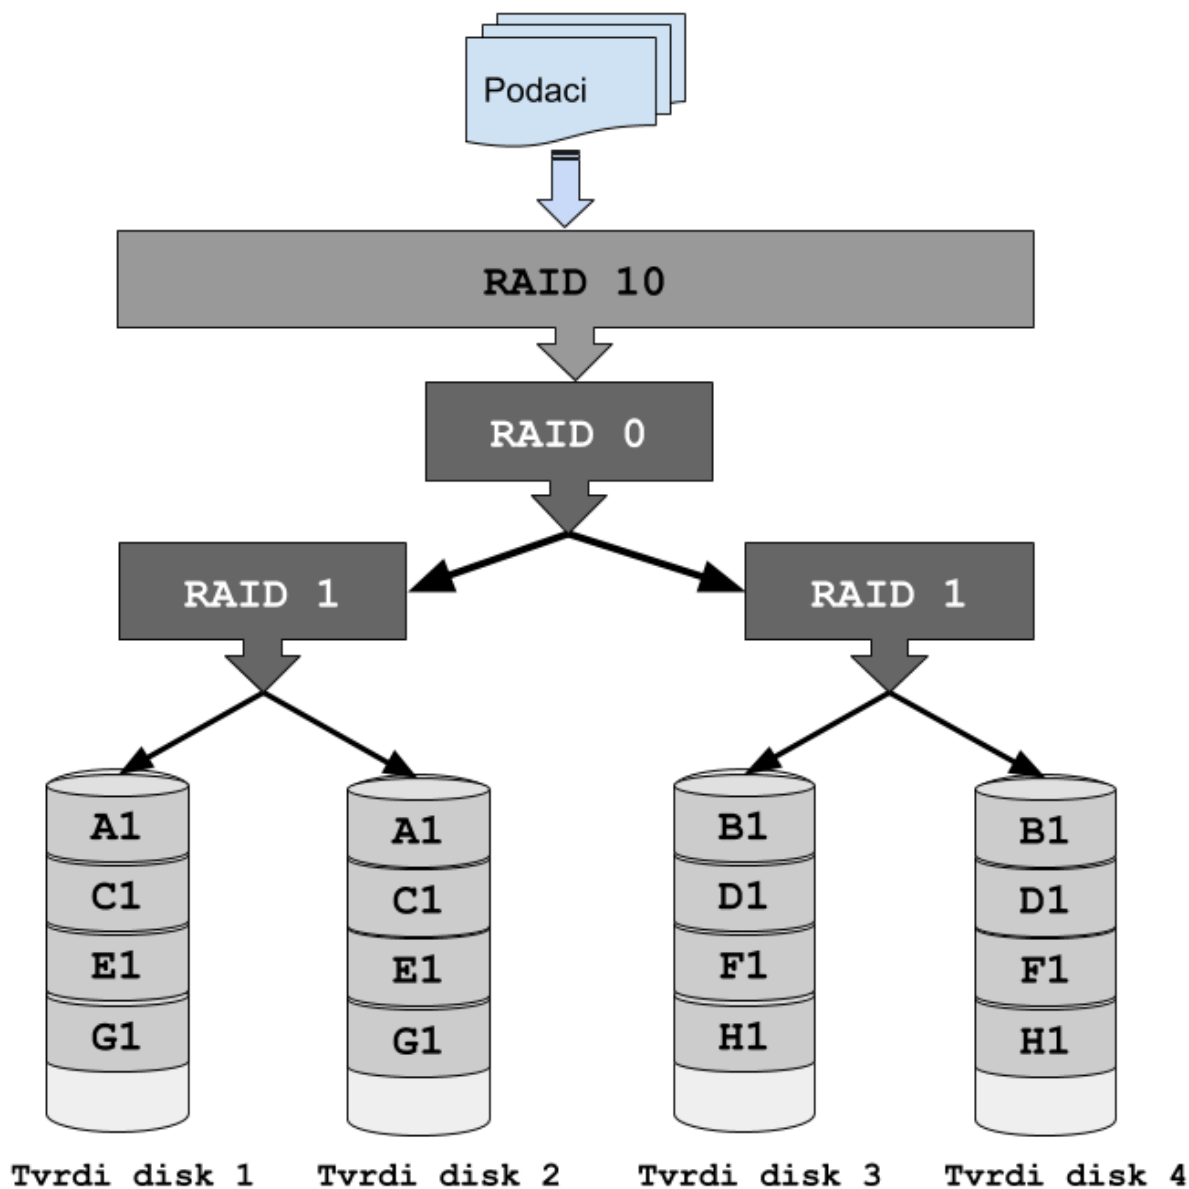 Podaci
RAID 10
RAID 0
RAID 1 RAID 1
A1 A1 B1 B1
C1 C1 D1 D1
E1 E1 F1 F1
G1 G1 H1 H1
Tvrdi disk 1 Tvrdi disk 2 Tvrdi disk 3 Tvrdi disk 4